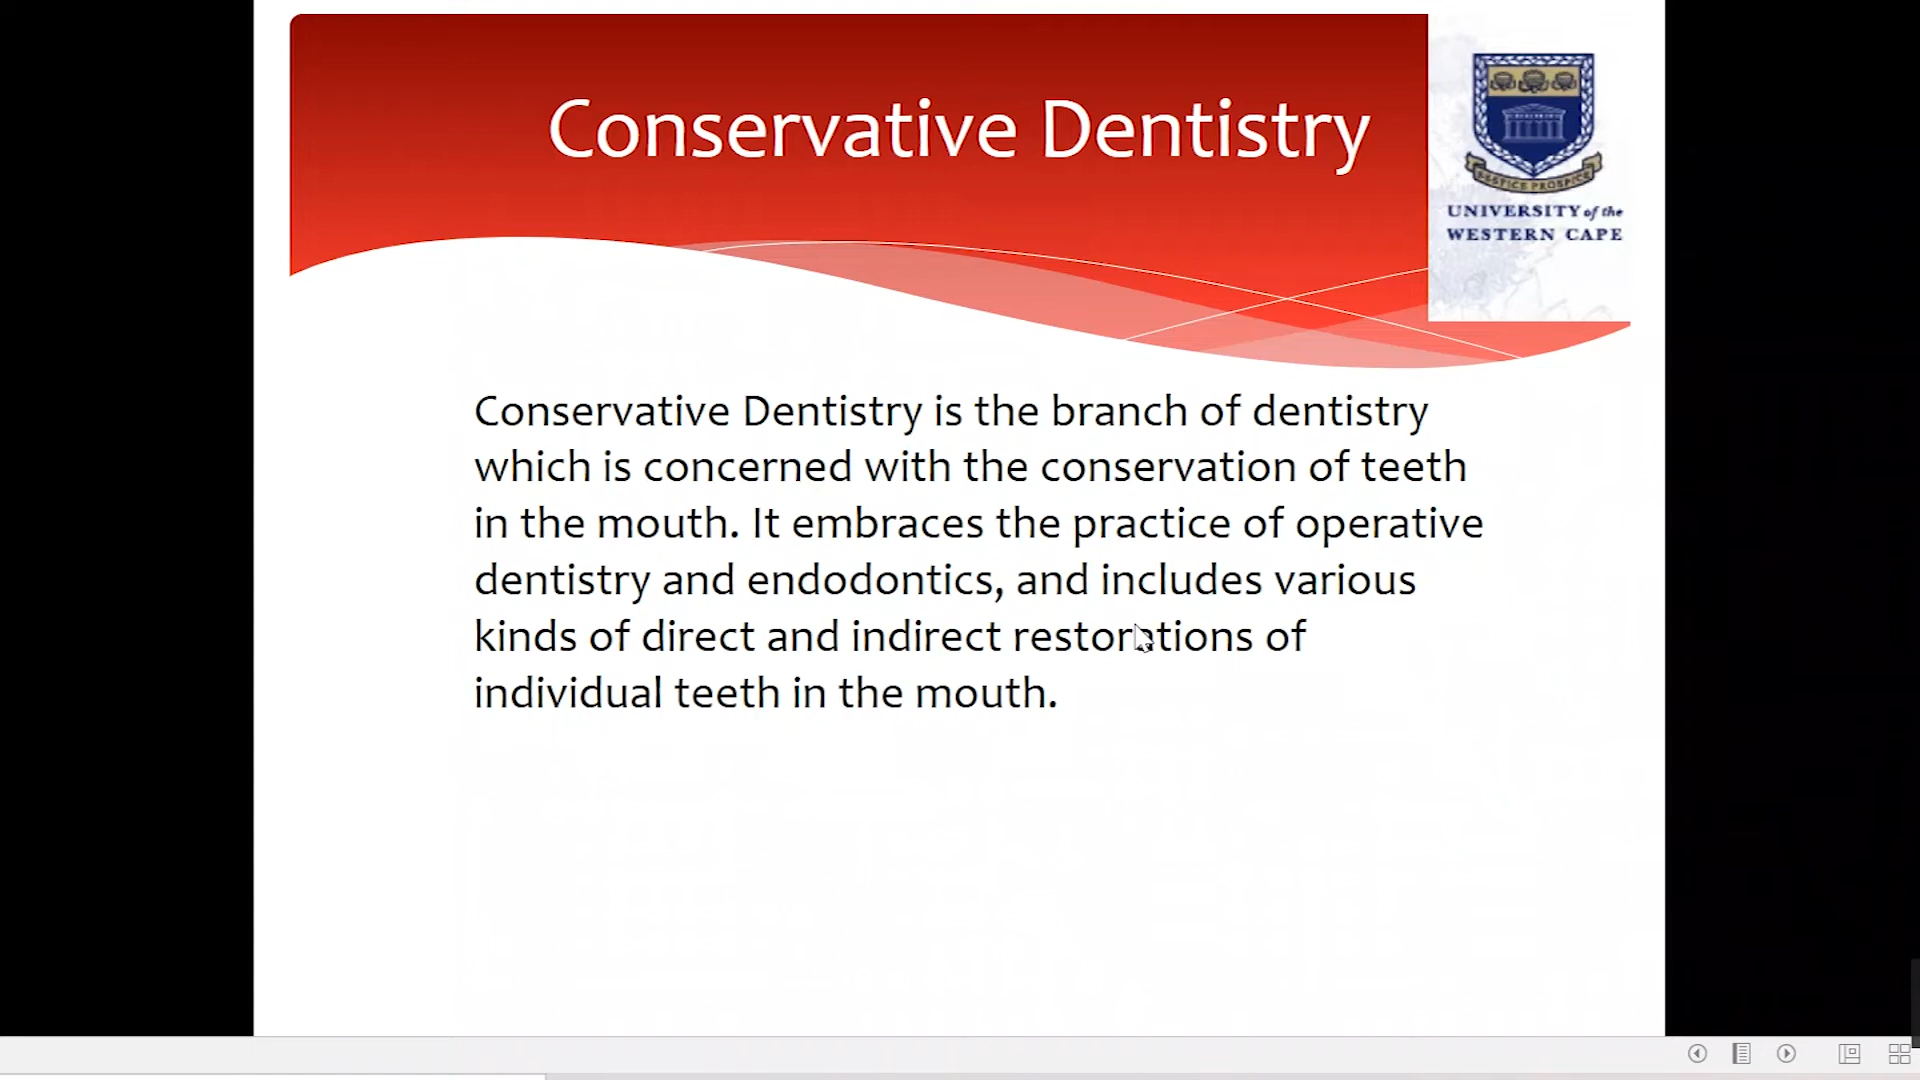 Conservative Dentistry
RESPICE PROSPICE
UNIVERSITY of the
WESTERN CAPE
Conservative Dentistry is the branch of dentistry
which is concerned with the conservation of teeth
in the mouth. It embraces the practice of operative
dentistry and endodontics, and includes various
kinds of direct and indirect restorations of
individual teeth in the mouth.